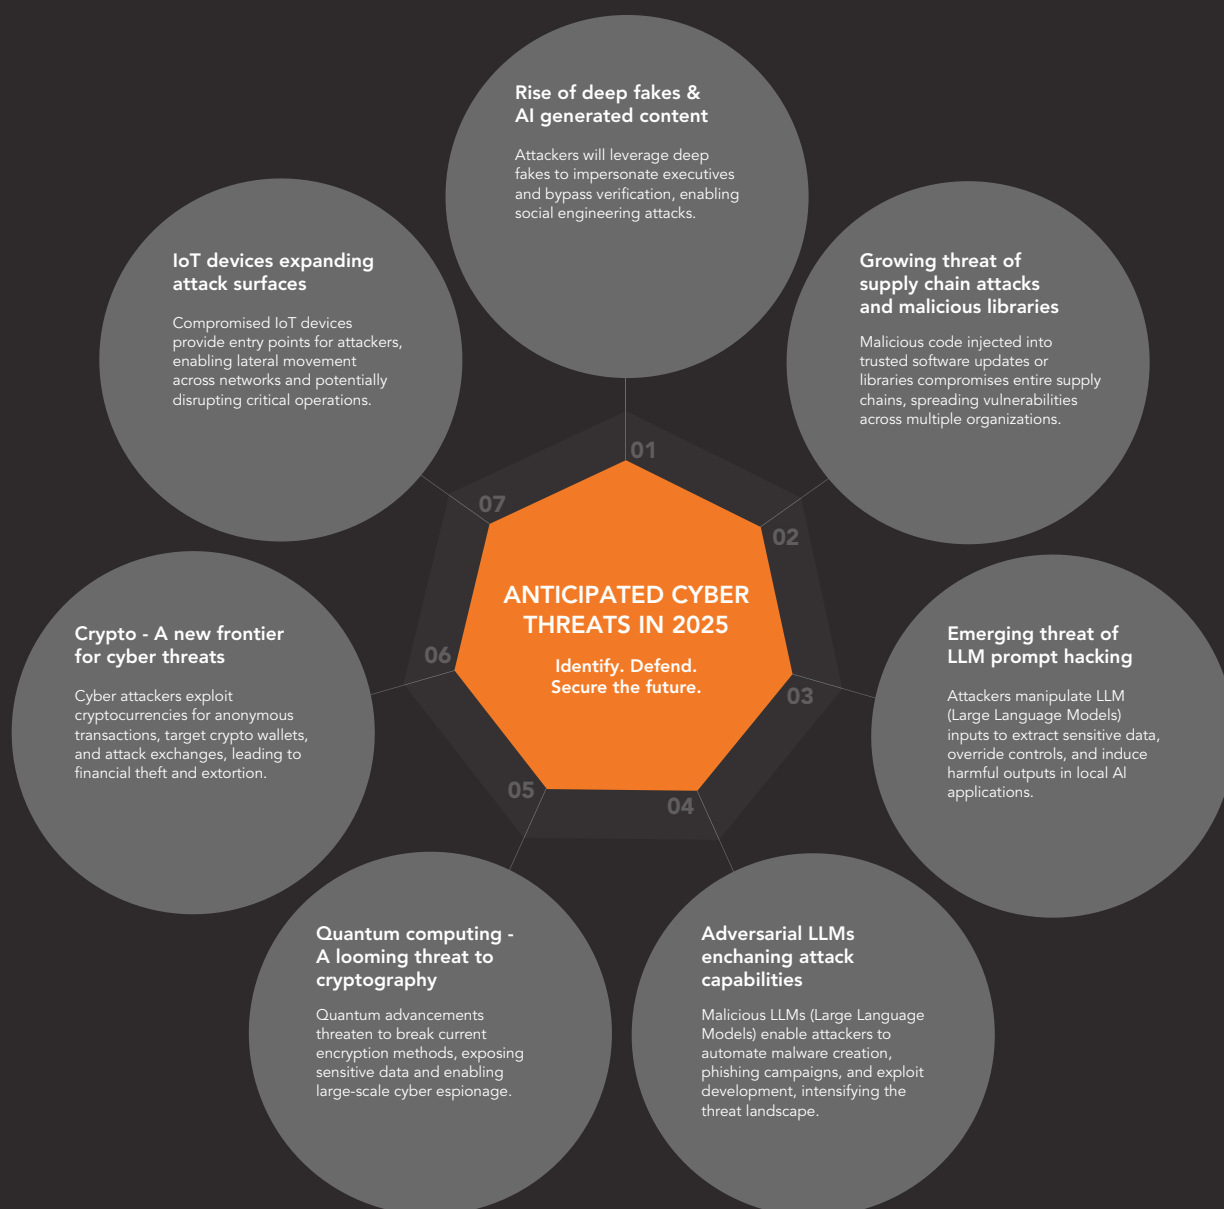 ANTICIPATED CYBER
THREATS IN 2025
Identify. Defend.
Secure the future.
01
Rise of deep fakes &
AI generated content
Attackers will leverage deep
fakes to impersonate executives
and bypass verification, enabling
social engineering attacks.
02
Growing threat of
supply chain attacks
and malicious libraries
Malicious code injected into
trusted software updates or
libraries compromises entire supply
chains, spreading vulnerabilities
across multiple organizations.
03
Emerging threat of
LLM prompt hacking
Attackers manipulate LLM
(Large Language Models)
inputs to extract sensitive data,
override controls, and induce
harmful outputs in local AI
applications.
04
Adversarial LLMs
enchaning attack
capabilities
Malicious LLMs (Large Language
Models) enable attackers to
automate malware creation,
phishing campaigns, and exploit
development, intensifying the
threat landscape.
05
Quantum computing -
A looming threat to
cryptography
Quantum advancements
threaten to break current
encryption methods, exposing
sensitive data and enabling
large-scale cyber espionage.
06
Crypto - A new frontier
for cyber threats
Cyber attackers exploit
cryptocurrencies for anonymous
transactions, target crypto wallets,
and attack exchanges, leading to
financial theft and extortion.
07
IoT devices expanding
attack surfaces
Compromised IoT devices
provide entry points for attackers,
enabling lateral movement
across networks and potentially
disrupting critical operations.